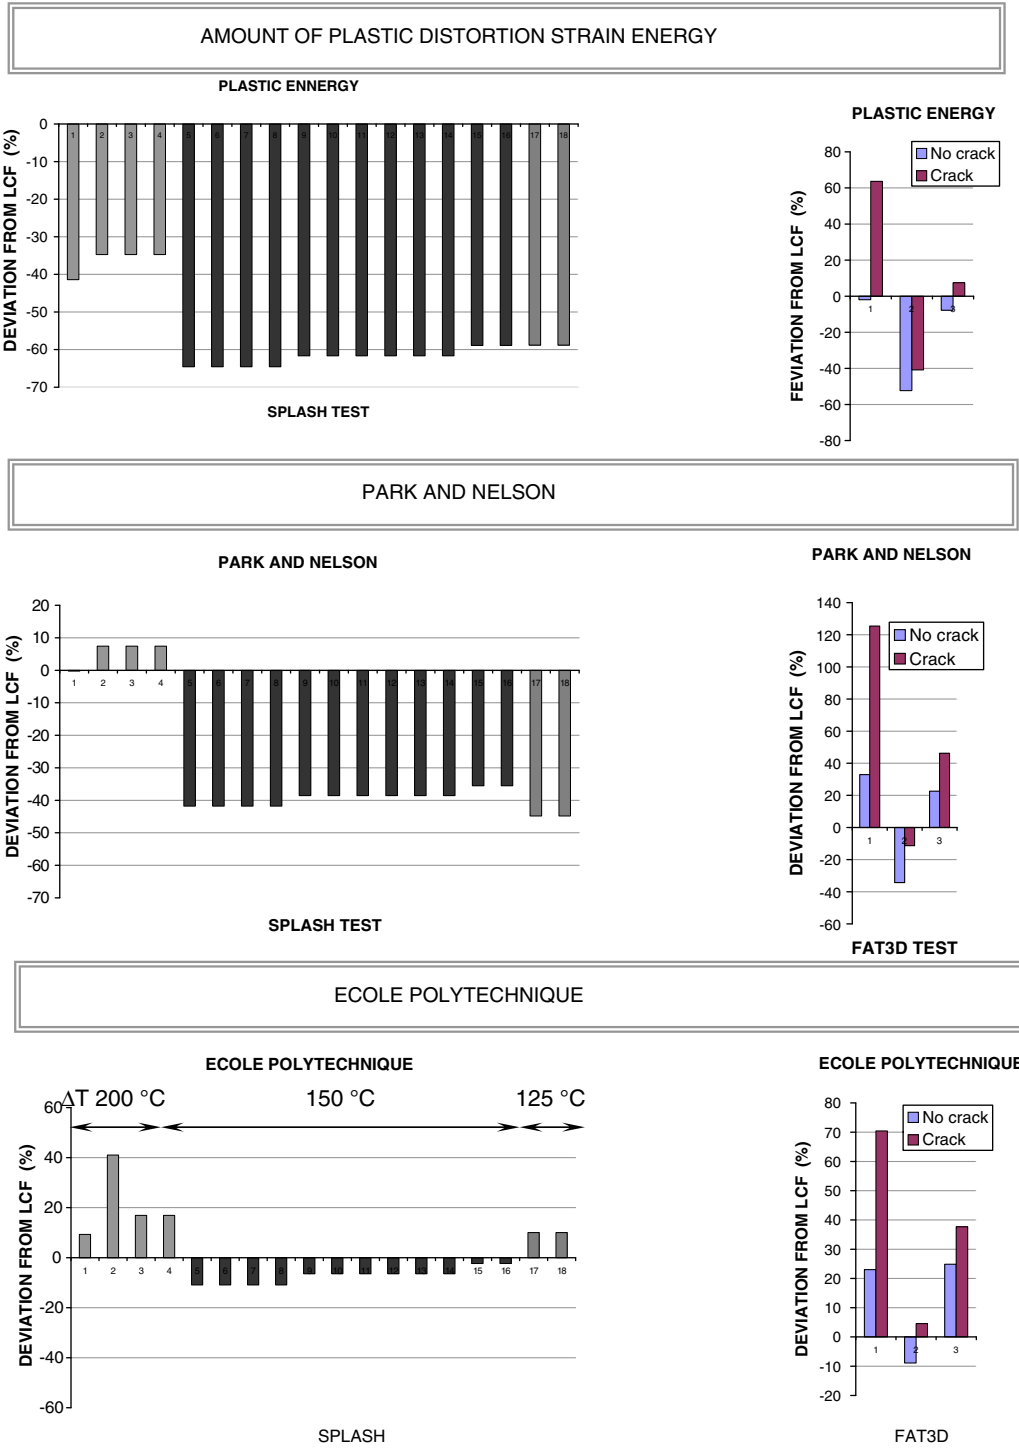 AMOUNT OF PLASTIC DISTORTION STRAIN ENERGY
PLASTIC ENNERGY
DEVIATION FROM LCF (%)
0
-10
-20
-30
-40
-50
-60
-70
1 2 3 4 5 6 7 8 9 10 11 12 13 14 15 16 17 18
SPLASH TEST
PLASTIC ENERGY
FEVIATION FROM LCF (%)
80
60
40
20
0
-20
-40
-60
-80
No crack
Crack
1 2 3
PARK AND NELSON
PARK AND NELSON
DEVIATION FROM LCF (%)
20
10
0
-10
-20
-30
-40
-50
-60
-70
1 2 3 4 5 6 7 8 9 10 11 12 13 14 15 16 17 18
SPLASH TEST
PARK AND NELSON
DEVIATION FROM LCF (%)
140
120
100
80
60
40
20
0
-20
-40
-60
No crack
Crack
1 2 3
FAT3D TEST
ECOLE POLYTECHNIQUE
ECOLE POLYTECHNIQUE
ΔT 200 °C 150 °C 125 °C
DEVIATION FROM LCF (%)
60
40
20
0
-20
-40
-60
1 2 3 4 5 6 7 8 9 10 11 12 13 14 15 16 17 18
SPLASH
ECOLE POLYTECHNIQUE
DEVIATION FROM LCF (%)
80
70
60
50
40
30
20
10
0
-10
-20
No crack
Crack
1 2 3
FAT3D